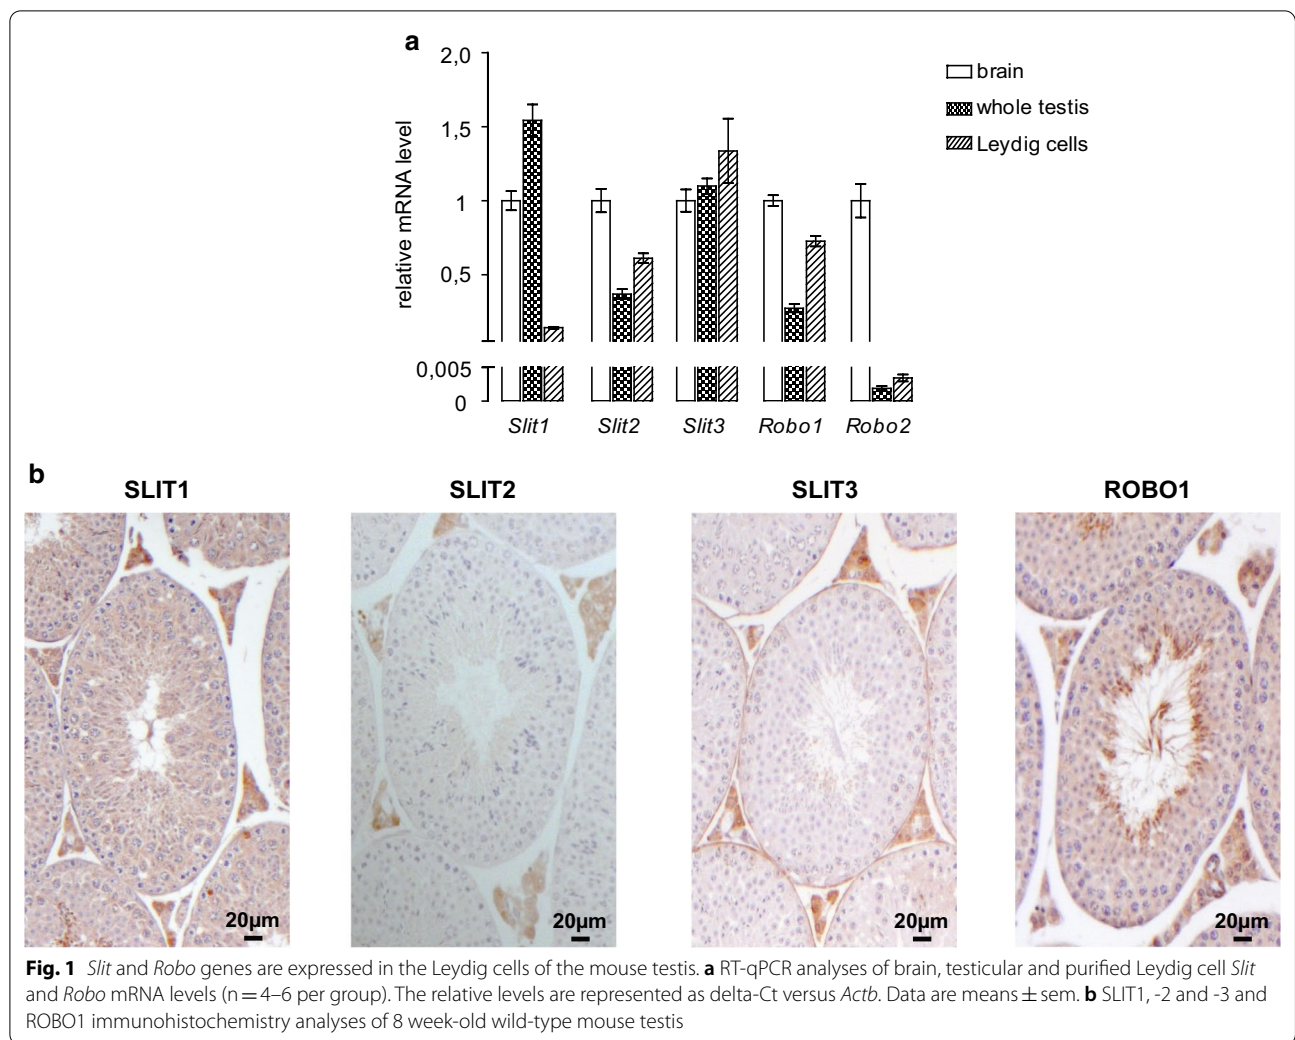 a
2,0
1,5
1
0,5
0,005
0
relative mRNA level
brain
whole testis
Leydig cells
Slit1 Slit2 Slit3 Robo1 Robo2
b
SLIT1 SLIT2 SLIT3 ROBO1
20µm 20µm 20µm 20µm
Fig. 1 Slit and Robo genes are expressed in the Leydig cells of the mouse testis. a RT-qPCR analyses of brain, testicular and purified Leydig cell Slit
and Robo mRNA levels (n = 4–6 per group). The relative levels are represented as delta-Ct versus Actb. Data are means ± sem. b SLIT1, -2 and -3 and
ROBO1 immunohistochemistry analyses of 8 week-old wild-type mouse testis